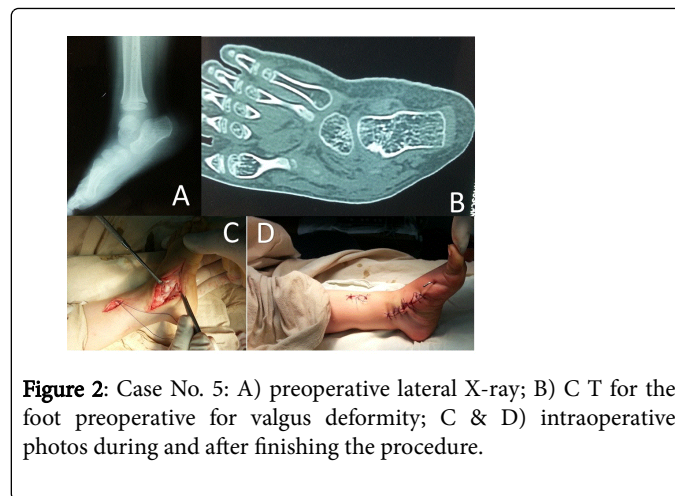 A
B
C
D
Figure 2: Case No. 5: A) preoperative lateral X-ray; B) C T for the
foot preoperative for valgus deformity; C & D) intraoperative
photos during and after finishing the procedure.